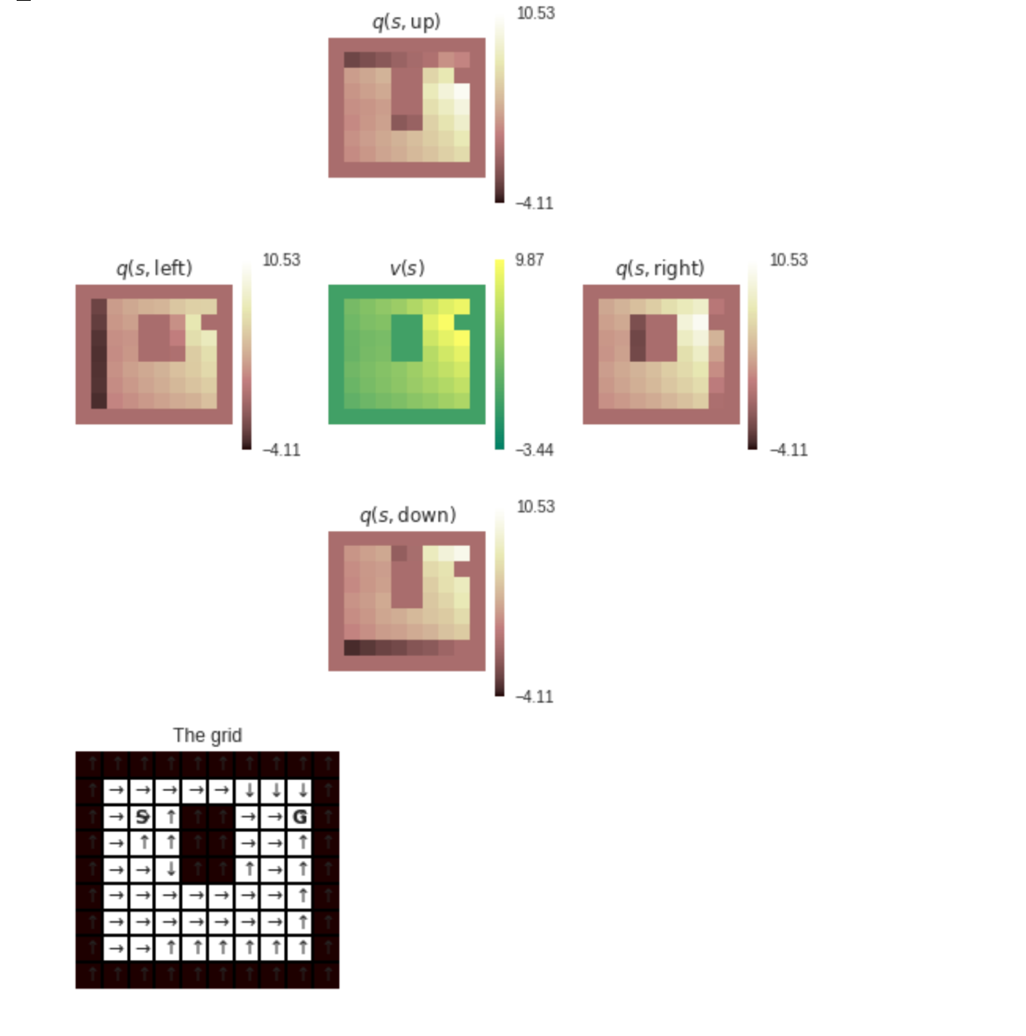 q(s, up)
10.53
−4.11
q(s, left)
10.53
−4.11
v(s)
9.87
−3.44
q(s, right)
10.53
−4.11
q(s, down)
10.53
−4.11
The grid
↑ ↑ ↑ ↑ ↑ ↑ ↑ ↑ ↑ ↑
↑ → → → → → ↓ ↓ ↓ ↑
↑ → S ↑ ↑ ↑ → → G ↑
↑ → ↑ ↑ ↑ ↑ → → ↑ ↑
↑ → → ↓ ↑ ↑ ↑ → ↑ ↑
↑ → → → → → → → ↑ ↑
↑ → → → → → → → ↑ ↑
↑ → → ↑ ↑ ↑ ↑ ↑ ↑ ↑
↑ ↑ ↑ ↑ ↑ ↑ ↑ ↑ ↑ ↑